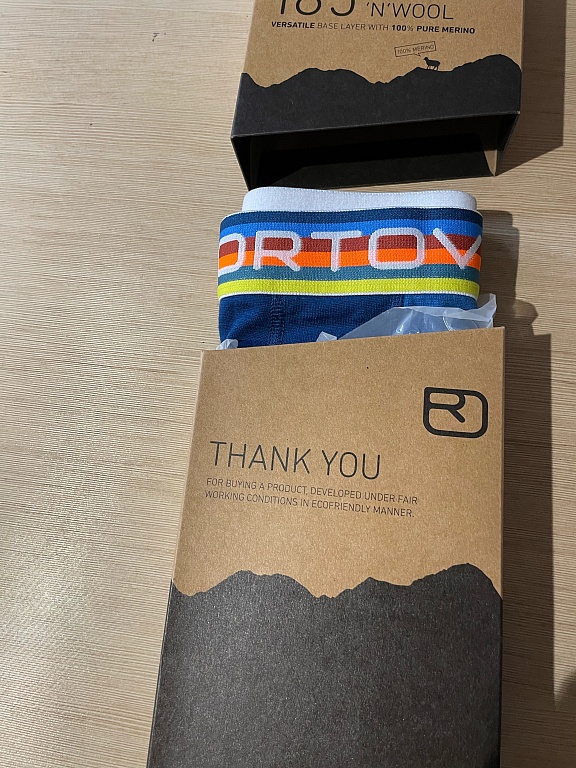 185 'N'WOOL
VERSATILE BASE LAYER WITH 100% PURE MERINO
100% MERINO
ORTOV
THANK YOU
FOR BUYING A PRODUCT, DEVELOPED UNDER FAIR
WORKING CONDITIONS IN ECOFRIENDLY MANNER.